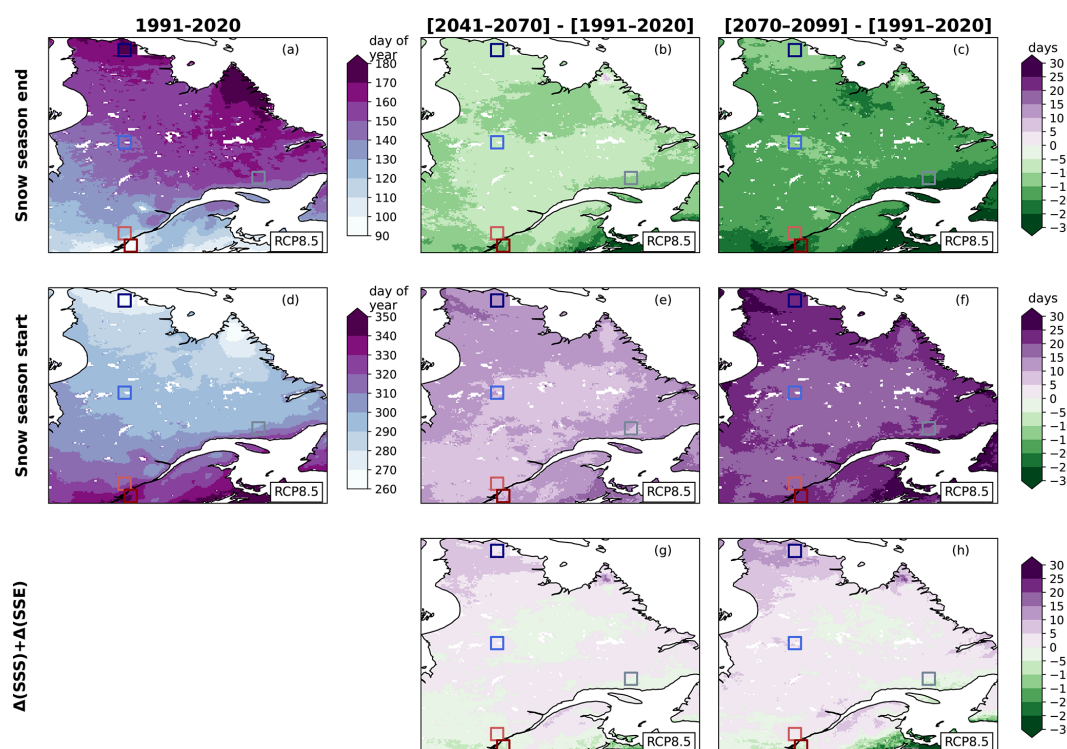 1991-2020
[2041–2070] - [1991–2020]
[2070–2099] - [1991–2020]
Snow season end
(a)
RCP8.5
day of
year
180
170
160
150
140
130
120
110
100
90
(b)
RCP8.5
(c)
RCP8.5
days
30
25
20
15
10
5
0
−5
−1
−1
−2
−2
−3
Snow season start
(d)
RCP8.5
day of
year
350
340
330
320
310
300
290
280
270
260
(e)
RCP8.5
(f)
RCP8.5
days
30
25
20
15
10
5
0
−5
−1
−1
−2
−2
−3
Δ(SSS)+Δ(SSE)
(g)
RCP8.5
(h)
RCP8.5
days
30
25
20
15
10
5
0
−5
−1
−1
−2
−2
−3